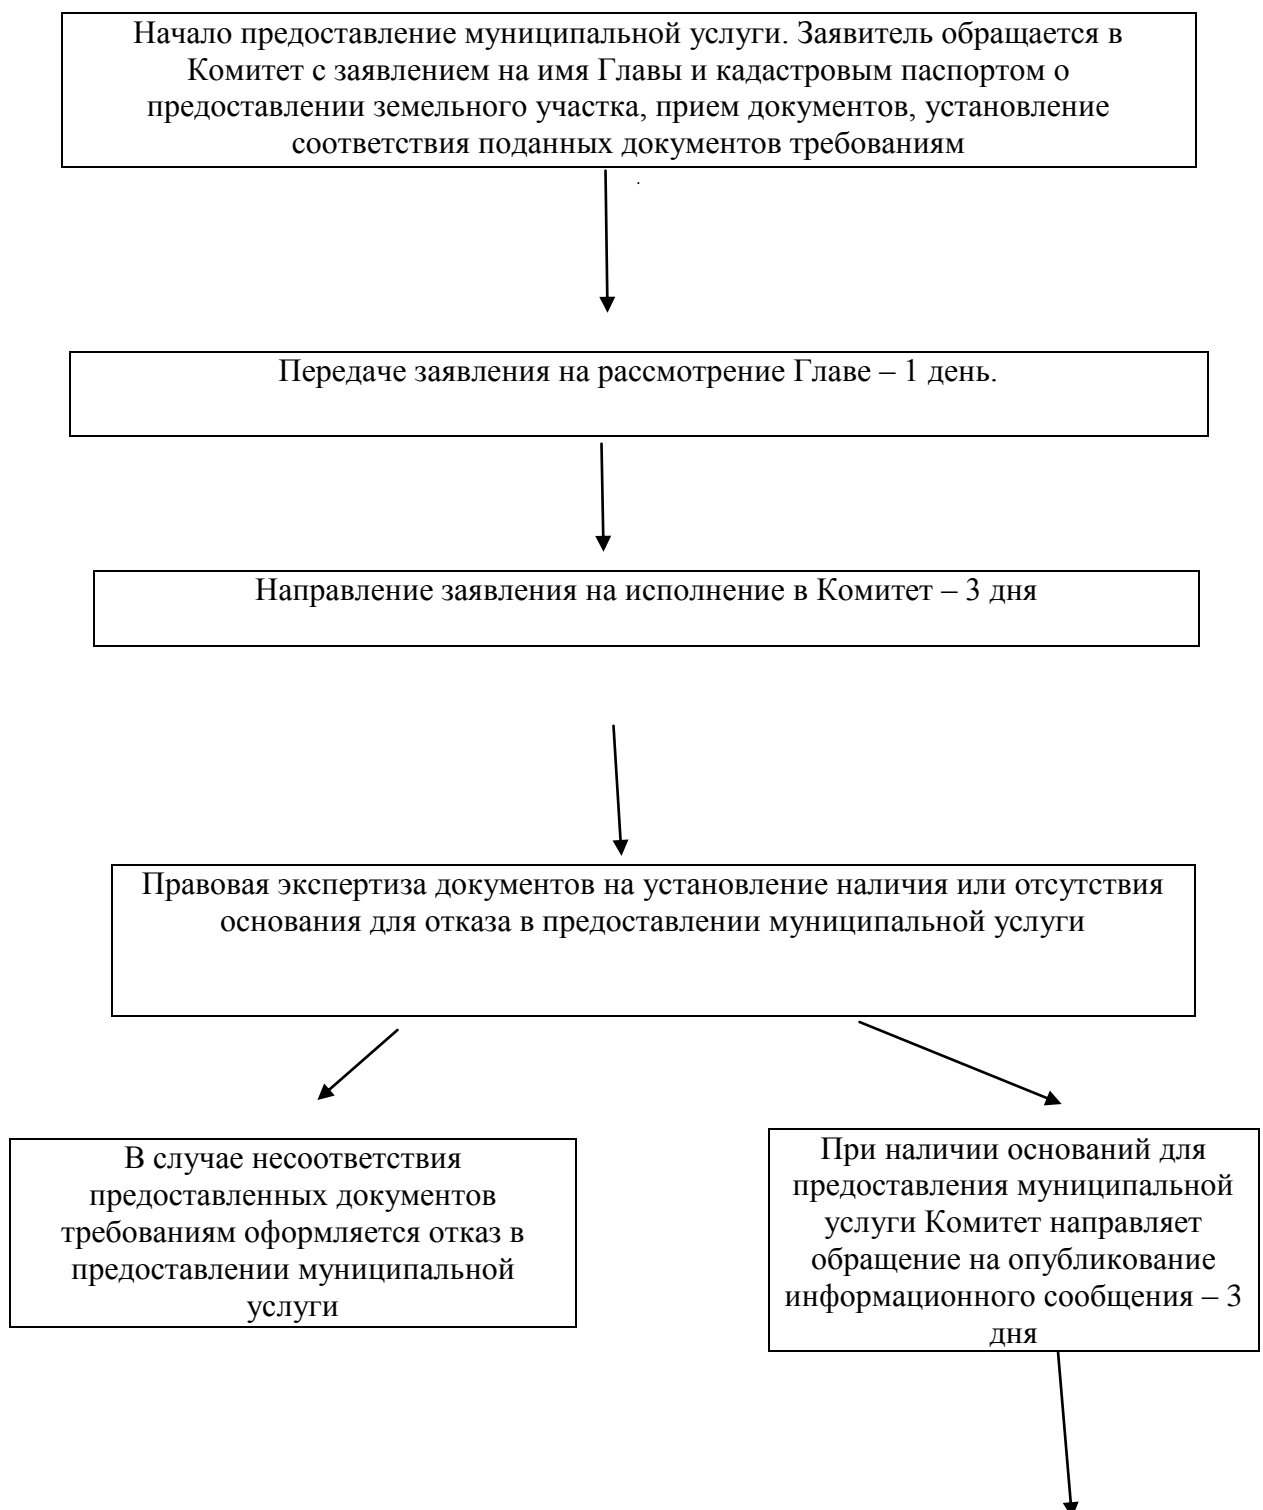 Начало предоставление муниципальной услуги. Заявитель обращается в
Комитет с заявлением на имя Главы и кадастровым паспортом о
предоставлении земельного участка, прием документов, установление
соответствия поданных документов требованиям
.
Передаче заявления на рассмотрение Главе – 1 день.
Направление заявления на исполнение в Комитет – 3 дня
Правовая экспертиза документов на установление наличия или отсутствия
основания для отказа в предоставлении муниципальной услуги
В случае несоответствия
предоставленных документов
требованиям оформляется отказ в
предоставлении муниципальной
услуги
При наличии оснований для
предоставления муниципальной
услуги Комитет направляет
обращение на опубликование
информационного сообщения – 3
дня